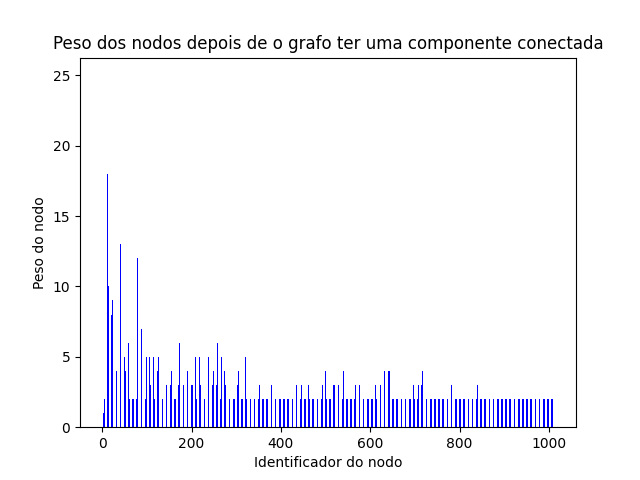 Peso dos nodos depois de o grafo ter uma componente conectada
25
20
15
10
5
0
Peso do nodo
0 200 400 600 800 1000
Identificador do nodo